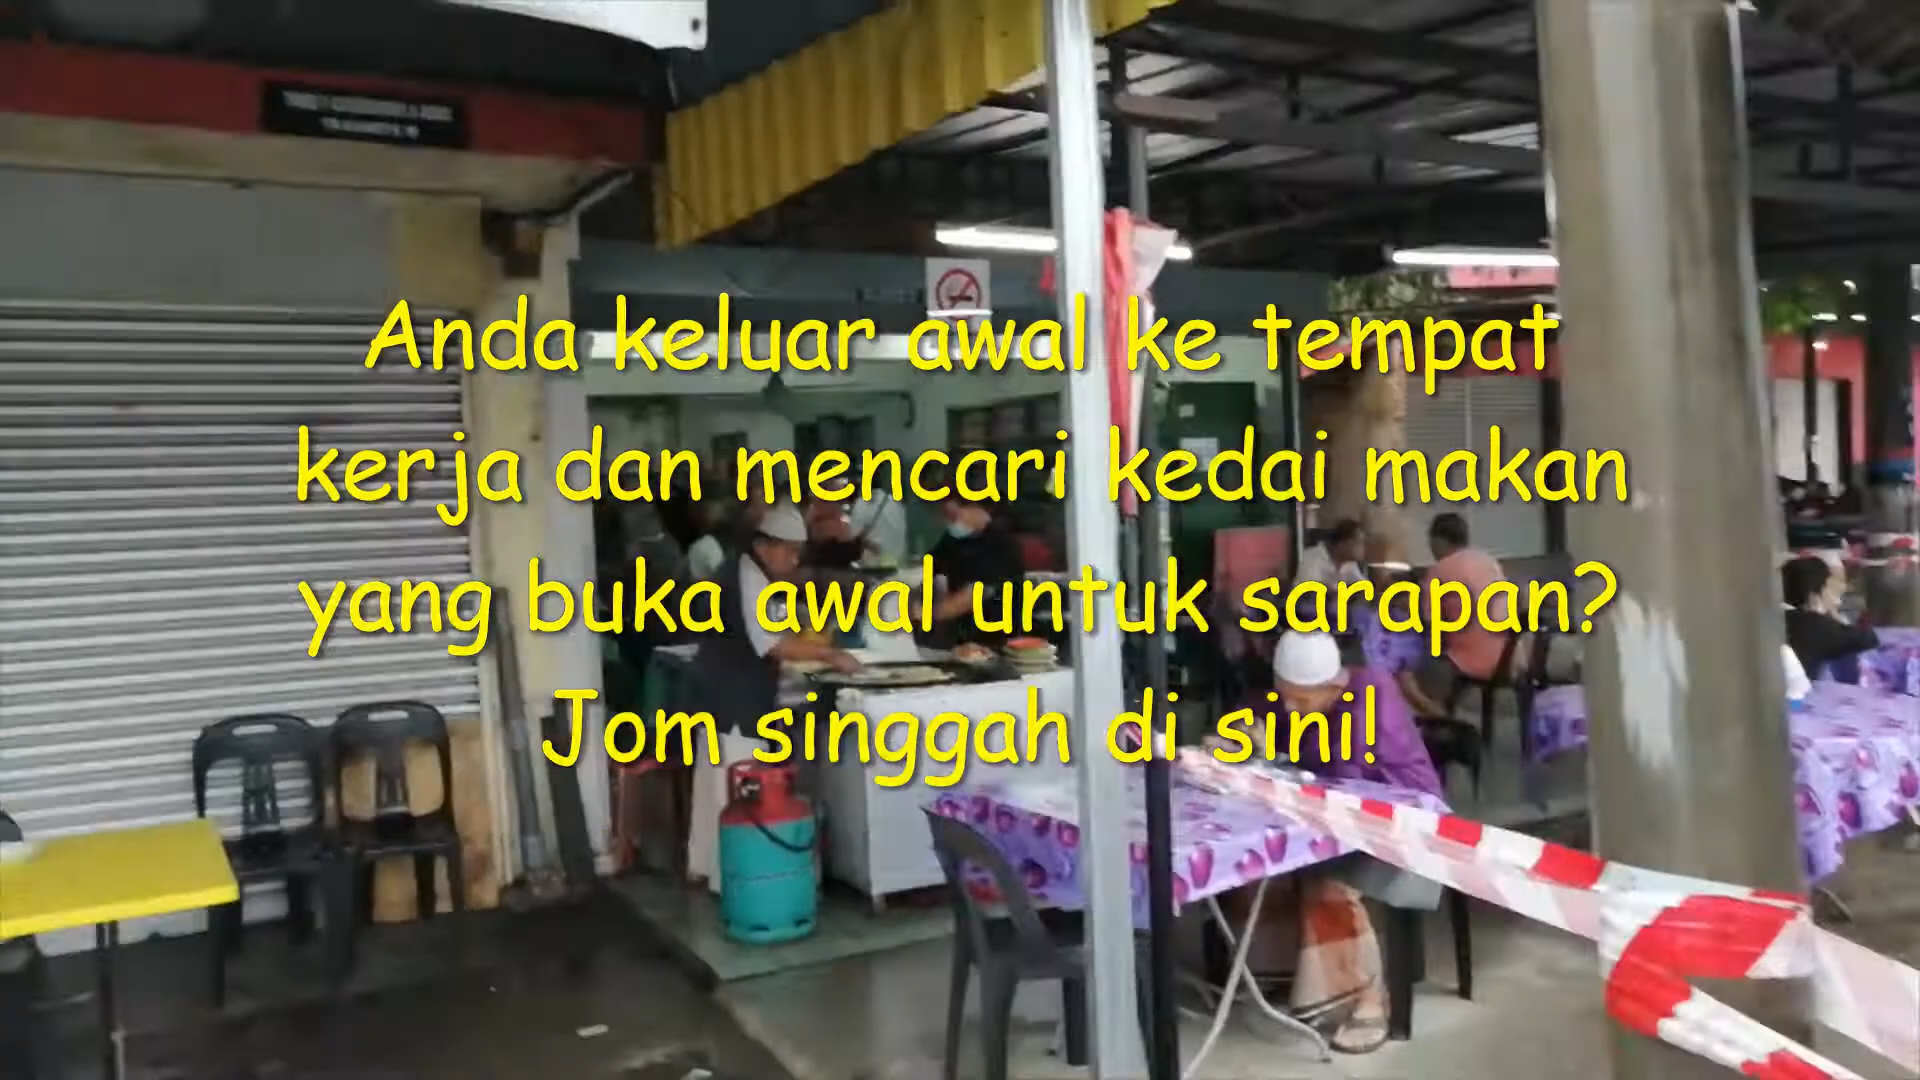 Anda keluar awal ke tempat
kerja dan mencari kedai makan
yang buka awal untuk sarapan?
Jom singgah di sini!